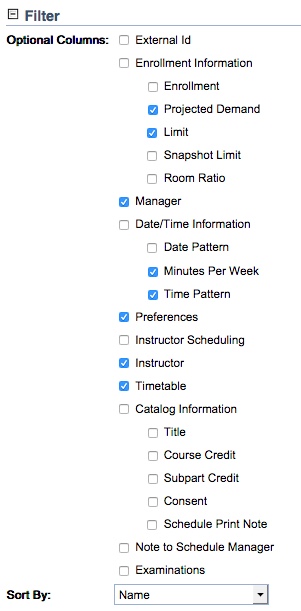 Filter
Optional Columns: External Id
Enrollment Information
Enrollment
Projected Demand
Limit
Snapshot Limit
Room Ratio
Manager
Date/Time Information
Date Pattern
Minutes Per Week
Time Pattern
Preferences
Instructor Scheduling
Instructor
Timetable
Catalog Information
Title
Course Credit
Subpart Credit
Consent
Schedule Print Note
Note to Schedule Manager
Examinations
Sort By: Name